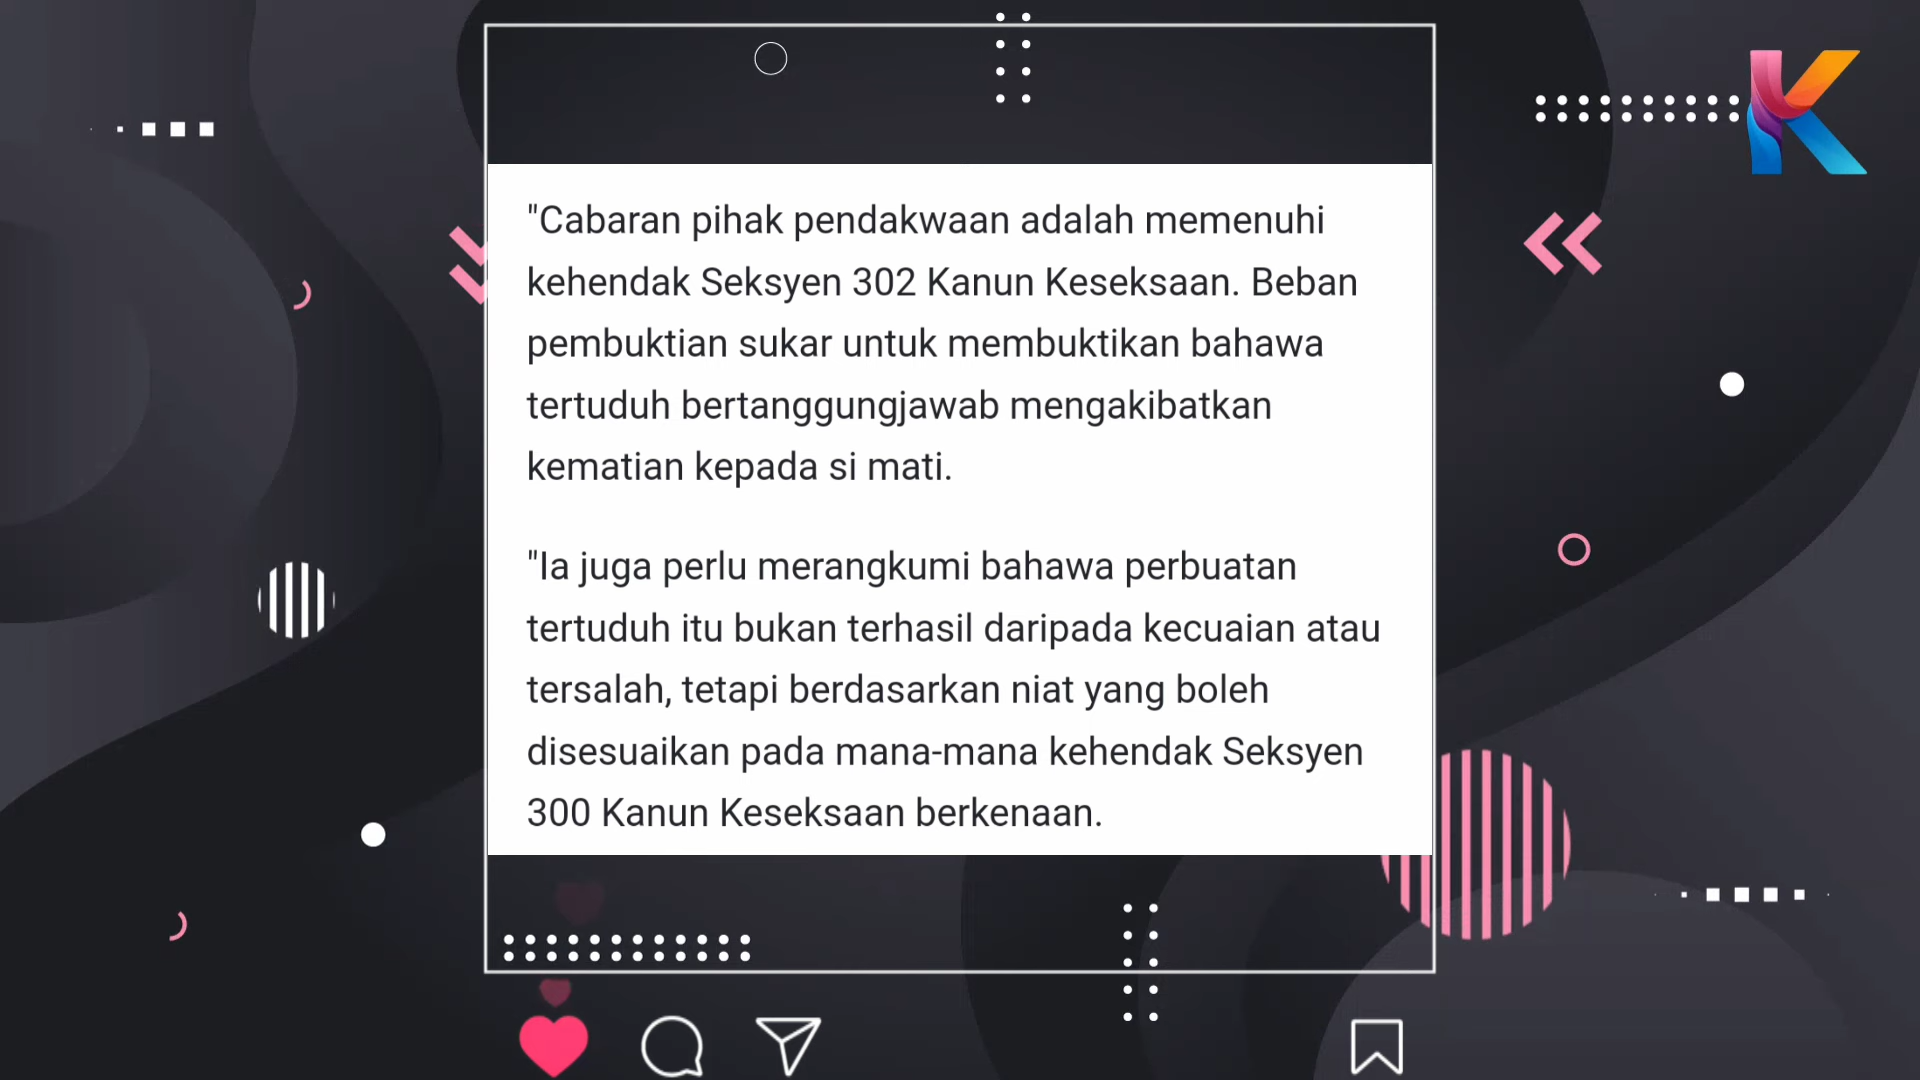 K
"Cabaran pihak pendakwaan adalah memenuhi
kehendak Seksyen 302 Kanun Keseksaan. Beban
pembuktian sukar untuk membuktikan bahawa
tertuduh bertanggungjawab mengakibatkan
kematian kepada si mati.
"Ia juga perlu merangkumi bahawa perbuatan
tertuduh itu bukan terhasil daripada kecuaian atau
tersalah, tetapi berdasarkan niat yang boleh
disesuaikan pada mana-mana kehendak Seksyen
300 Kanun Keseksaan berkenaan.